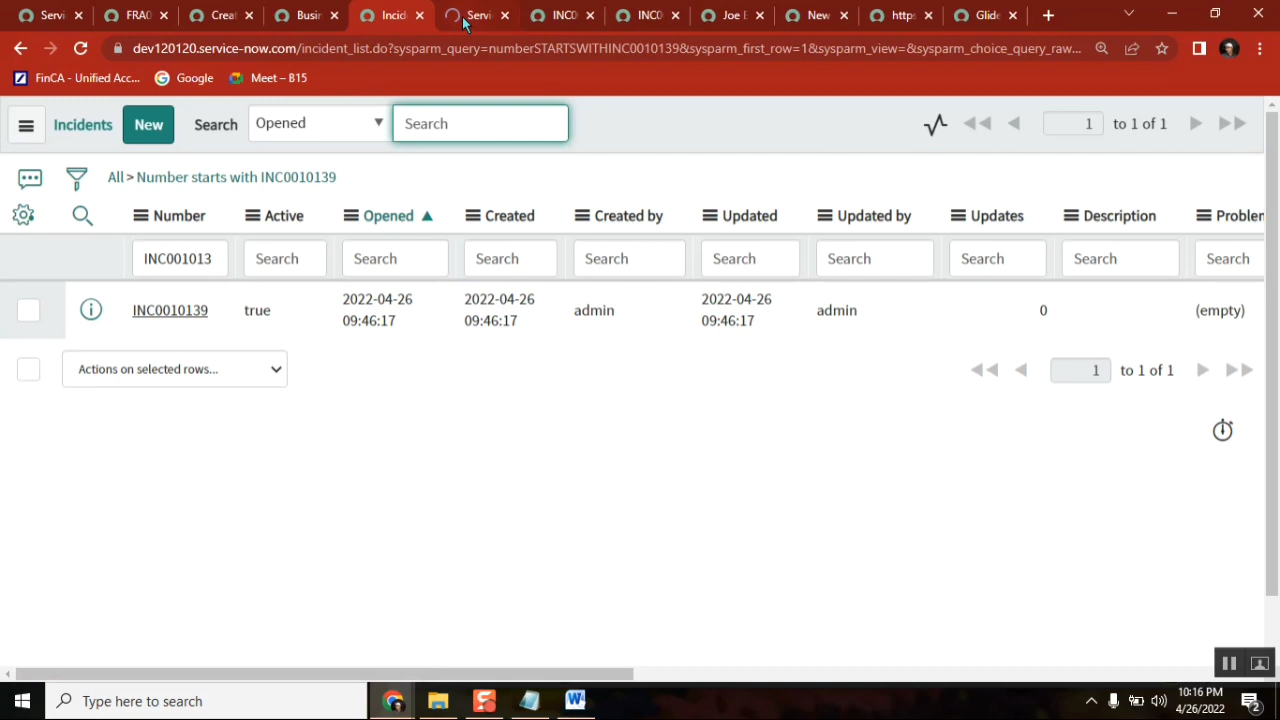 Servi
FRA0
Creat
Busin
Incid
Servi
INC0
INC0
Joe E
New
https
Glide
dev120120.service-now.com/incident_list.do?sysparm_query=numberSTARTSWITHINC0010139&sysparm_first_row=1&sysparm_view=&sysparm_choice_query_raw...
FinCA - Unified Acc...
Google
Meet – B15
Incidents
New
Search
Opened
Search
1 to 1 of 1
All > Number starts with INC0010139
Number Active Opened Created Created by Updated Updated by Updates Description Problem
INC001013 Search Search Search Search Search Search Search Search Search
INC0010139 true 2022-04-26 09:46:17 2022-04-26 09:46:17 admin 2022-04-26 09:46:17 admin 0 (empty)
Actions on selected rows...
1 to 1 of 1
Type here to search
10:16 PM
4/26/2022
2